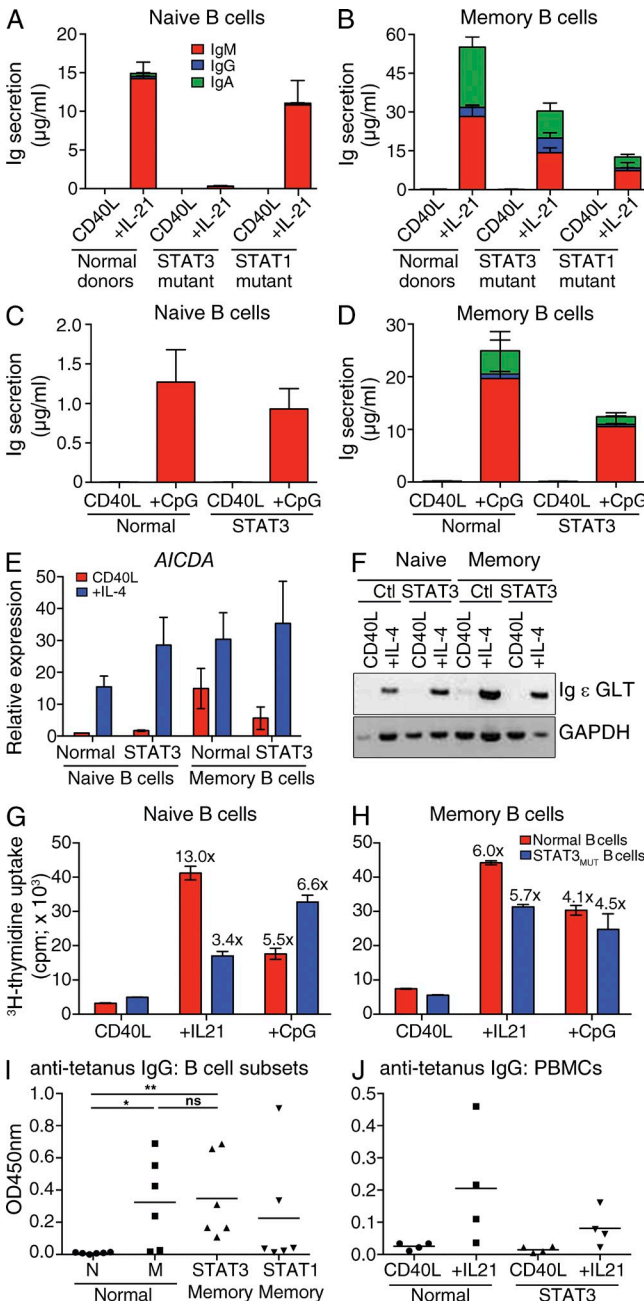 A
Naive B cells
Ig secretion
(µg/ml)
15
10
5
0
IgM
IgG
IgA
CD40L
+IL-21
CD40L
+IL-21
CD40L
+IL-21
Normal donors
STAT3 mutant
STAT1 mutant
B
Memory B cells
Ig secretion
(µg/ml)
60
45
30
15
0
CD40L
+IL-21
CD40L
+IL-21
CD40L
+IL-21
Normal donors
STAT3 mutant
STAT1 mutant
C
Naive B cells
Ig secretion
(µg/ml)
2.0
1.5
1.0
0.5
0
CD40L +CpG CD40L +CpG
Normal STAT3
D
Memory B cells
Ig secretion
(µg/ml)
30
20
10
0
CD40L +CpG CD40L +CpG
Normal STAT3
E
AICDA
Relative expression
50
40
30
20
10
0
CD40L
+IL-4
Normal STAT3 Normal STAT3
Naive B cells Memory B cells
F
Naive Memory
Ctl STAT3 Ctl STAT3
CD40L
+IL-4
CD40L
+IL-4
CD40L
+IL-4
CD40L
+IL-4
Ig ε GLT
GAPDH
G
Naive B cells
³H-thymidine uptake
(cpm; x 10³)
50
40
30
20
10
0
13.0x
3.4x
5.5x
6.6x
CD40L +IL21 +CpG
H
Memory B cells
50
40
30
20
10
0
Normal B cells
STAT3MUT B cells
6.0x
5.7x
4.1x
4.5x
CD40L +IL21 +CpG
I
anti-tetanus IgG: B cell subsets
OD450nm
1.0
0.8
0.6
0.4
0.2
0.0
**
*
ns
N M STAT3 STAT1
Normal Memory Memory
J
anti-tetanus IgG: PBMCs
0.5
0.4
0.3
0.2
0.1
0.0
CD40L +IL21 CD40L +IL21
Normal STAT3